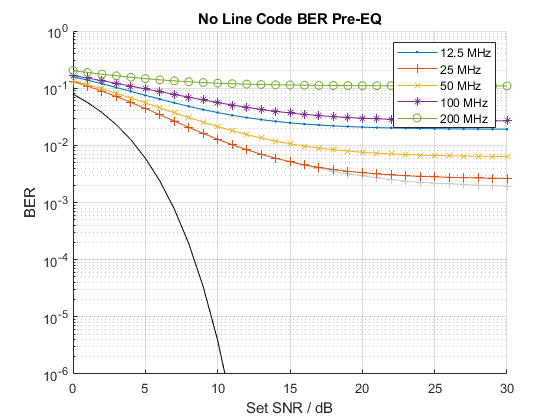 No Line Code BER Pre-EQ
12.5 MHz
25 MHz
50 MHz
100 MHz
200 MHz
10^0
10^-1
10^-2
10^-3
10^-4
10^-5
10^-6
BER
0 5 10 15 20 25 30
Set SNR / dB